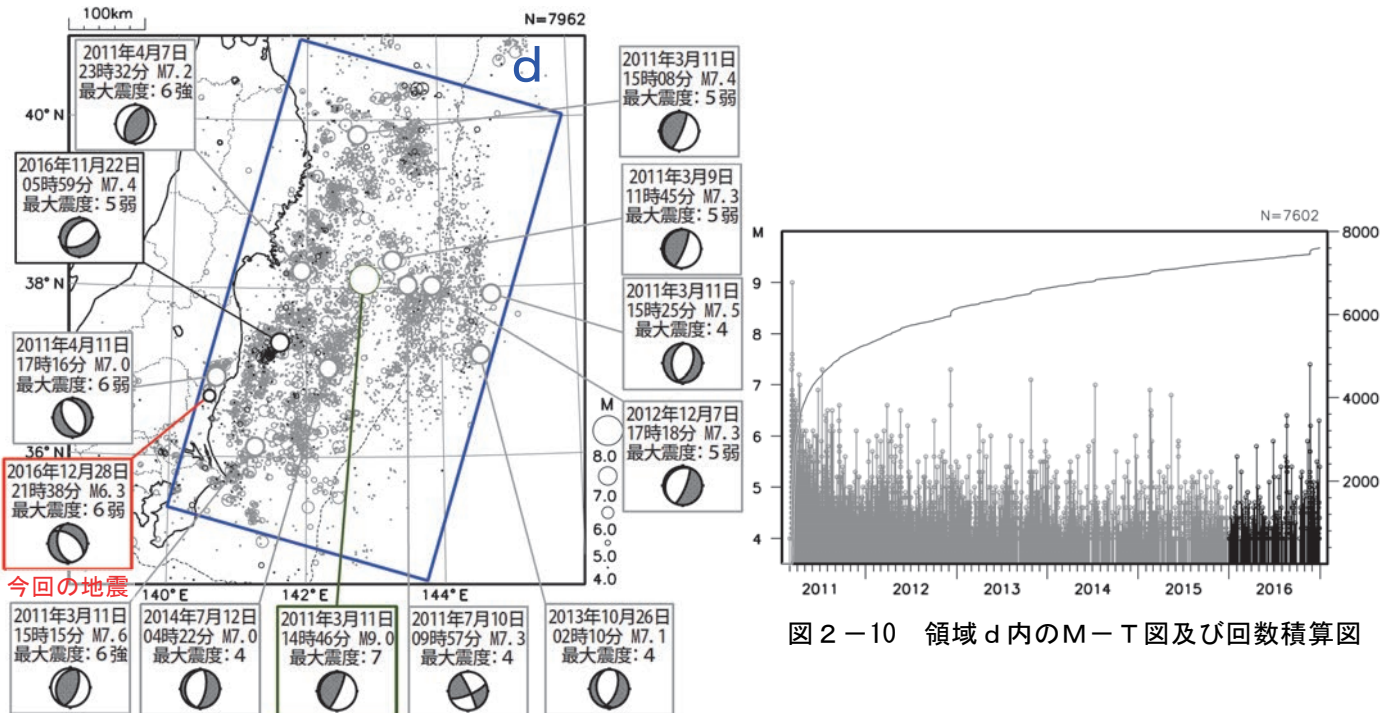 100km
N=7962
d
2011年4月7日
23時32分 M7.2
最大震度：6強
2011年3月11日
15時08分 M7.4
最大震度：5弱
40° N
2016年11月22日
05時59分 M7.4
最大震度：5弱
2011年3月9日
11時45分 M7.3
最大震度：5弱
38° N
2011年3月11日
15時25分 M7.5
最大震度：4
2011年4月11日
17時16分 M7.0
最大震度：6弱
2012年12月7日
17時18分 M7.3
最大震度：5弱
36° N
2016年12月28日
21時38分 M6.3
最大震度：6弱
今回の地震
M
8.0
7.0
6.0
5.0
4.0
140° E
142° E
144° E
2011年3月11日
15時15分 M7.6
最大震度：6強
2014年7月12日
04時22分 M7.0
最大震度：4
2011年3月11日
14時46分 M9.0
最大震度：7
2011年7月10日
09時57分 M7.3
最大震度：4
2013年10月26日
02時10分 M7.1
最大震度：4
N=7602
M
9
8
7
6
5
4
8000
6000
4000
2000
2011 2012 2013 2014 2015 2016
図２－10 領域ｄ内のＭ－Ｔ図及び回数積算図